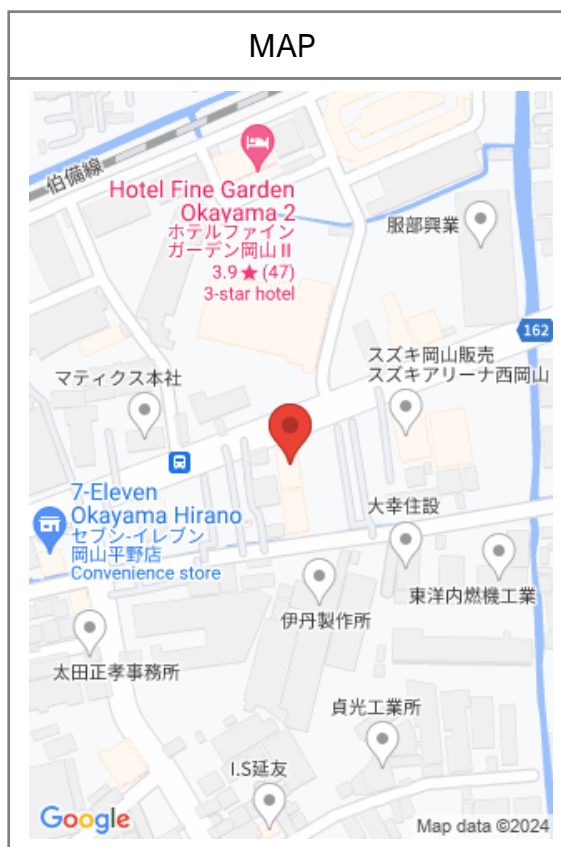 MAP
伯備線
Hotel Fine Garden
Okayama 2
ホテルファイン
ガーデン岡山Ⅱ
3.9★(47)
3-star hotel
服部興業
162
スズキ岡山販売
スズキアリーナ西岡山
マティクス本社
7-Eleven
Okayama Hirano
セブン-イレブン
岡山平野店
Convenience store
大幸住設
東洋内燃機工業
伊丹製作所
太田正孝事務所
貞光工業所
I.S延友
Google
Map data ©2024